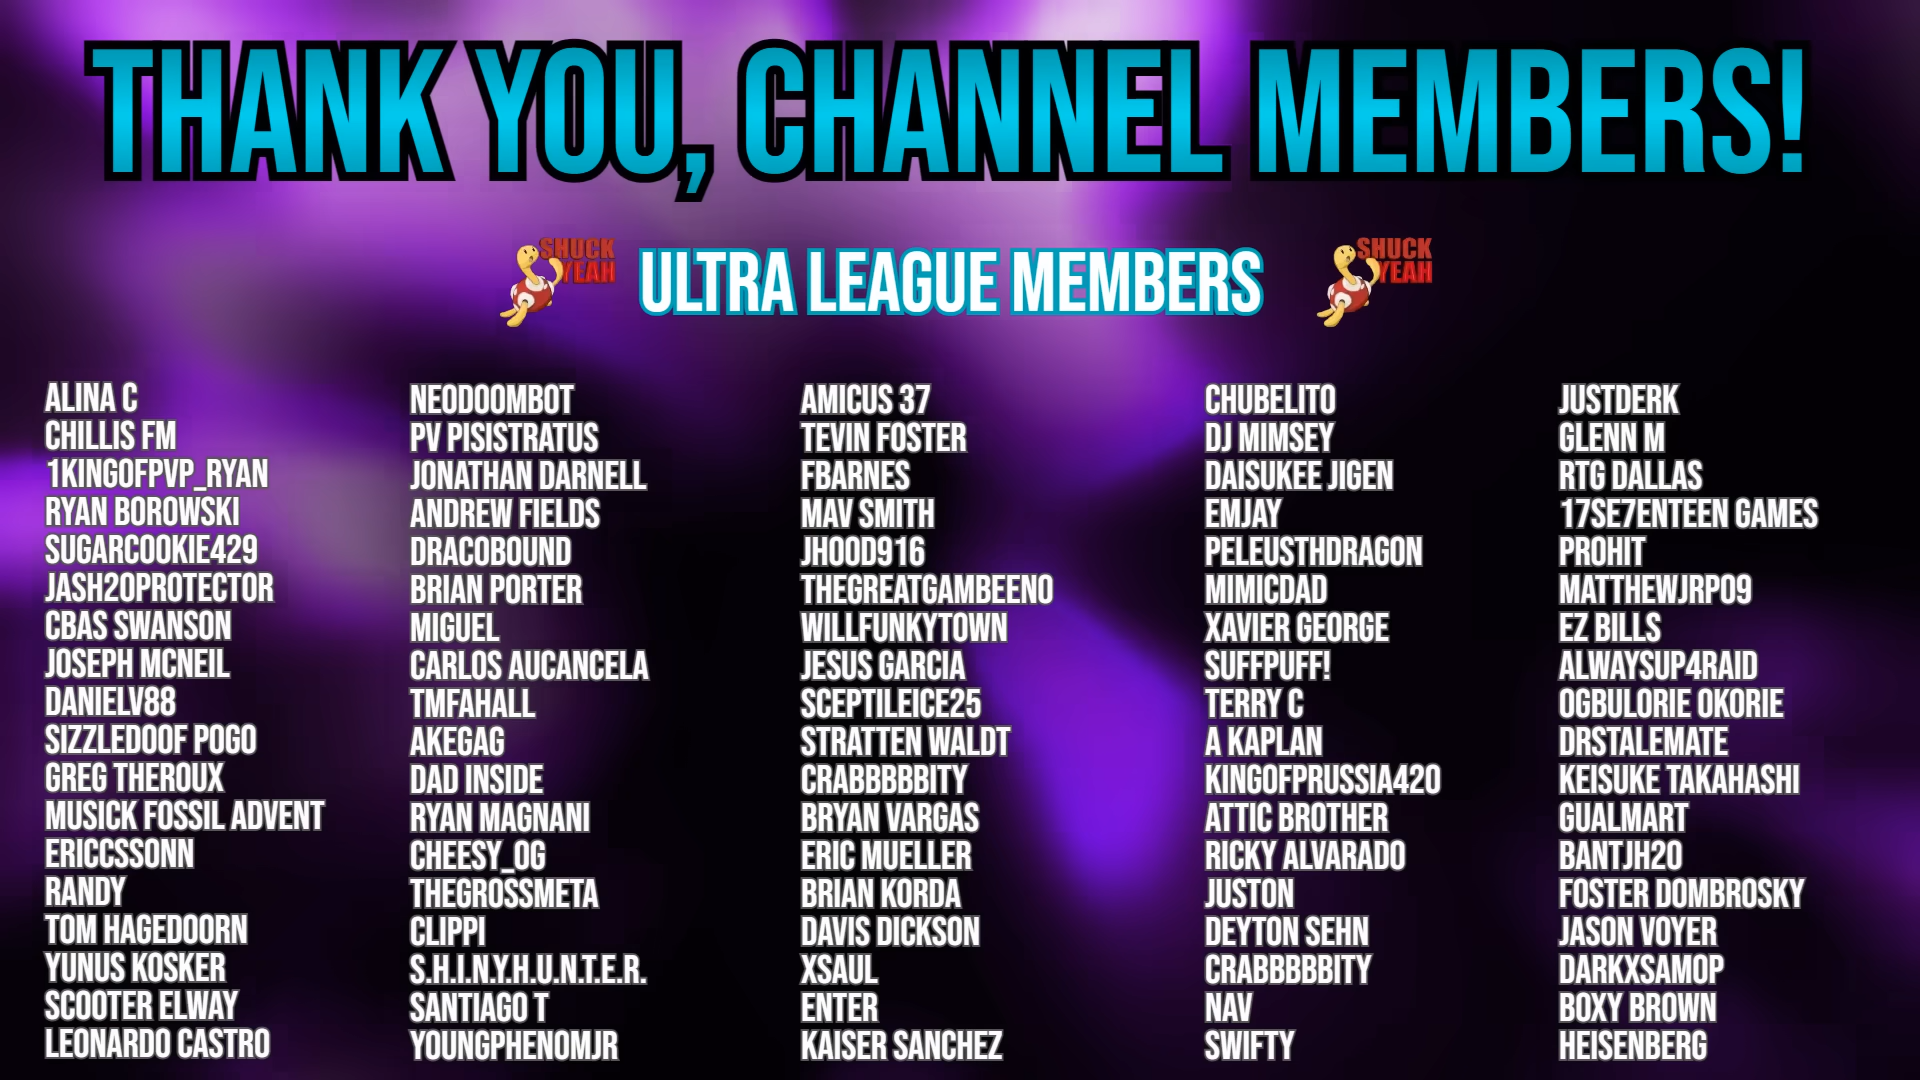 THANK YOU, CHANNEL MEMBERS!
SHUCK YEAH
ULTRA LEAGUE MEMBERS
SHUCK YEAH
ALINA C
CHILLIS FM
1KINGOFPVP_RYAN
RYAN BOROWSKI
SUGARCOOKIE429
JASH20PROTECTOR
CBAS SWANSON
JOSEPH MCNEIL
DANIELV88
SIZZLEDOOF POGO
GREG THEROUX
MUSICK FOSSIL ADVENT
ERICCSSONN
RANDY
TOM HAGEDOORN
YUNUS KOSKER
SCOOTER ELWAY
LEONARDO CASTRO
NEODOOMBOT
PV PISISTRATUS
JONATHAN DARNELL
ANDREW FIELDS
DRACOBOUND
BRIAN PORTER
MIGUEL
CARLOS AUCANCELA
TMFAHALL
AKEGAG
DAD INSIDE
RYAN MAGNANI
CHEESY_OG
THEGROSSMETA
CLIPPI
S.H.I.N.Y.H.U.N.T.E.R.
SANTIAGO T
YOUNGPHENOMJR
AMICUS 37
TEVIN FOSTER
FBARNES
MAV SMITH
JHOOD916
THEGREATGAMBEENO
WILLFUNKYTOWN
JESUS GARCIA
SCEPTILEICE25
STRATTEN WALDT
CRABBBBBITY
BRYAN VARGAS
ERIC MUELLER
BRIAN KORDA
DAVIS DICKSON
XSAUL
ENTER
KAISER SANCHEZ
CHUBELITO
DJ MIMSEY
DAISUKEE JIGEN
EMJAY
PELEUSTHDRAGON
MIMICDAD
XAVIER GEORGE
SUFFPUFF!
TERRY C
A KAPLAN
KINGOFPRUSSIA420
ATTIC BROTHER
RICKY ALVARADO
JUSTON
DEYTON SEHN
CRABBBBBITY
NAV
SWIFTY
JUSTDERK
GLENN M
RTG DALLAS
17SE7ENTEEN GAMES
PROHIT
MATTHEWJRP09
EZ BILLS
ALWAYSUP4RAID
OGBULORIE OKORIE
DRSTALEMATE
KEISUKE TAKAHASHI
GUALMART
BANTJH20
FOSTER DOMBROSKY
JASON VOYER
DARKXSAMOP
BOXY BROWN
HEISENBERG